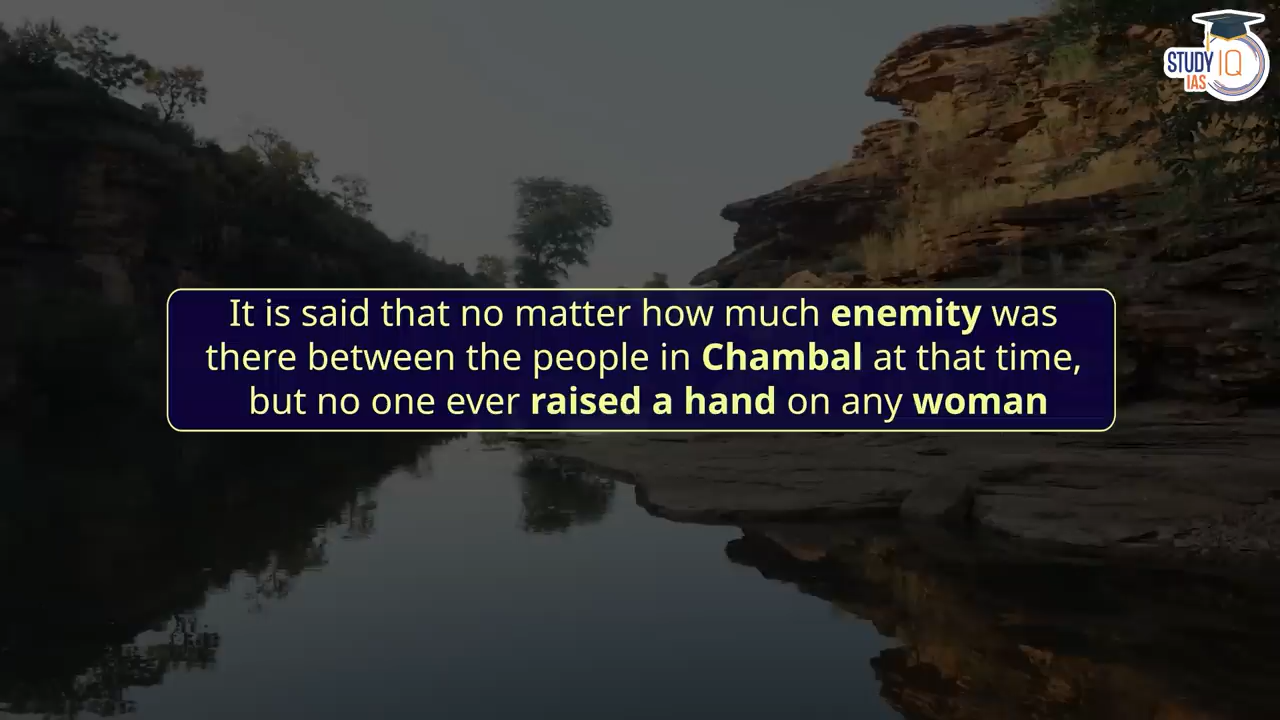 STUDY IQ
IAS
It is said that no matter how much enemity was
there between the people in Chambal at that time,
but no one ever raised a hand on any woman